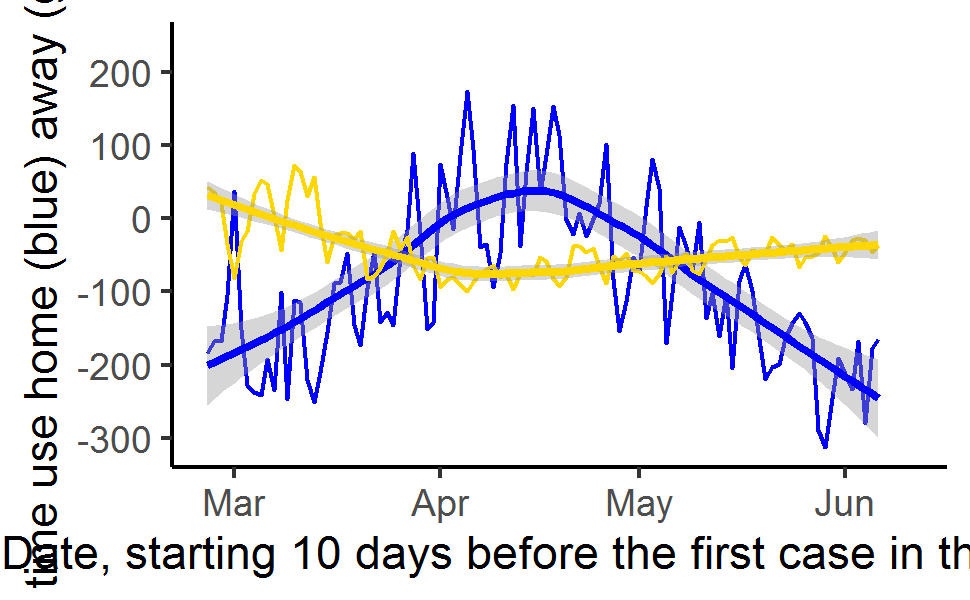 time use home (blue) away (
200
100
0
-100
-200
-300
Mar Apr May Jun
Date, starting 10 days before the first case in th